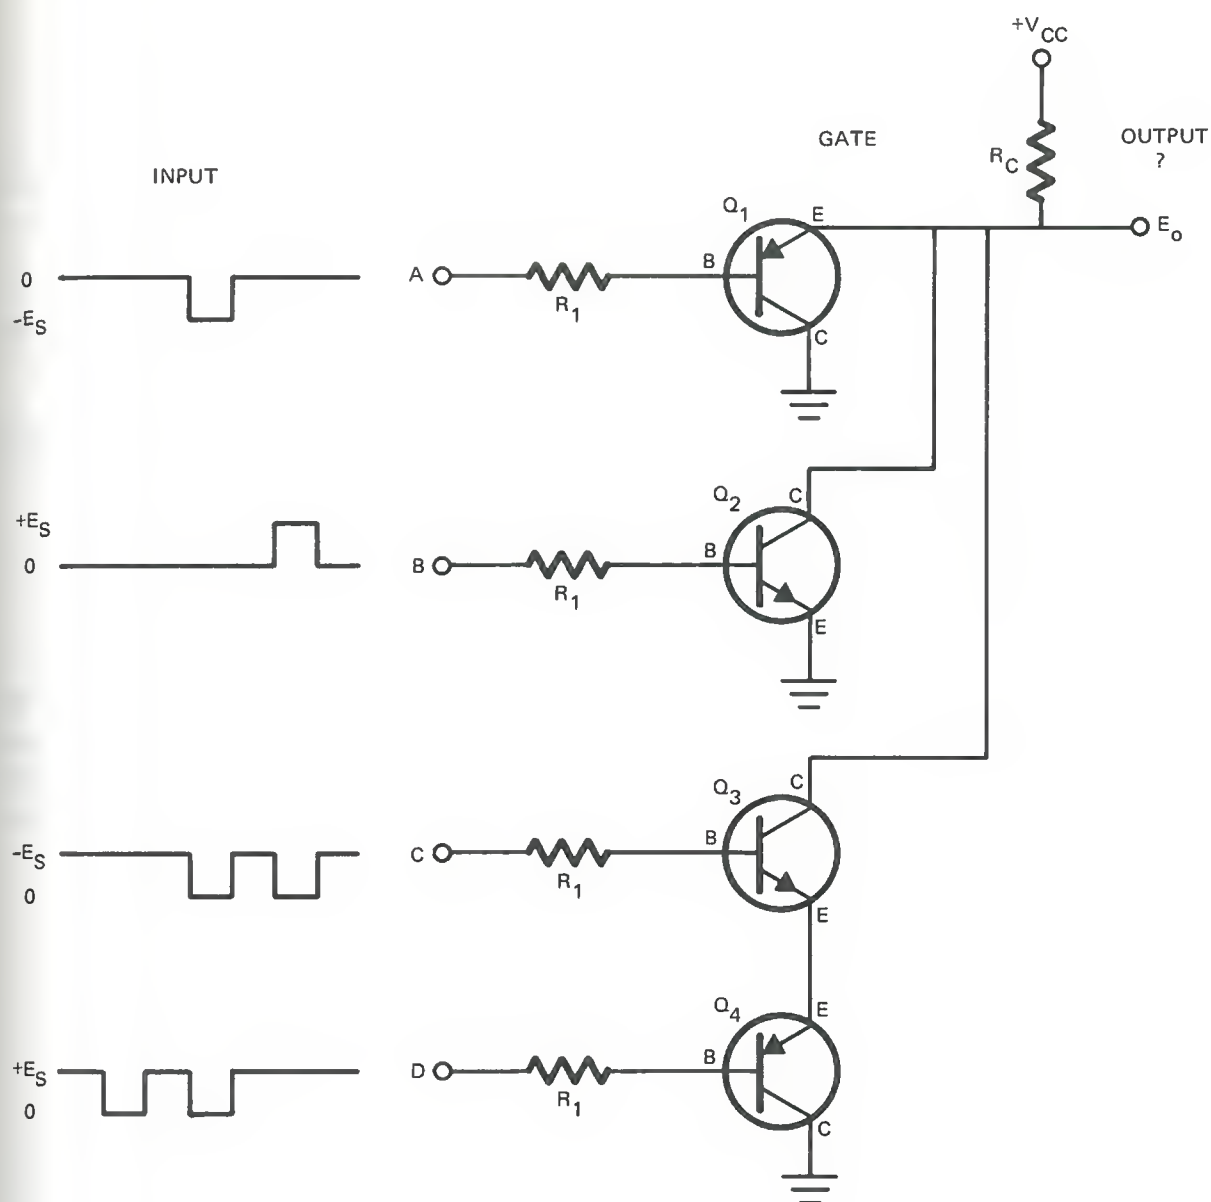 +VCC
GATE
RC
OUTPUT
?
INPUT
Q1
E
Eo
0
-ES
A
R1
B
C
+ES
0
B
R1
Q2
C
B
E
-ES
0
C
R1
Q3
C
B
E
+ES
0
D
R1
Q4
E
B
C